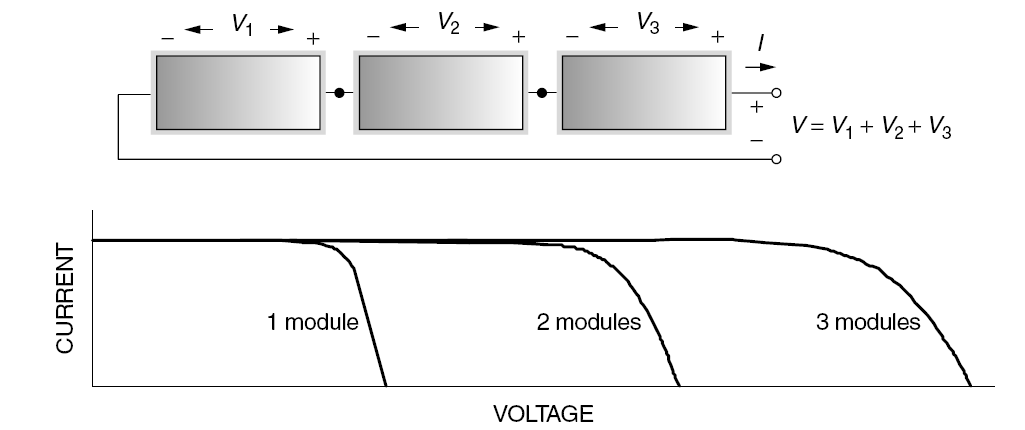 − V1 + − V2 + − V3 + I
+
−
V = V1 + V2 + V3
CURRENT
1 module 2 modules 3 modules
VOLTAGE